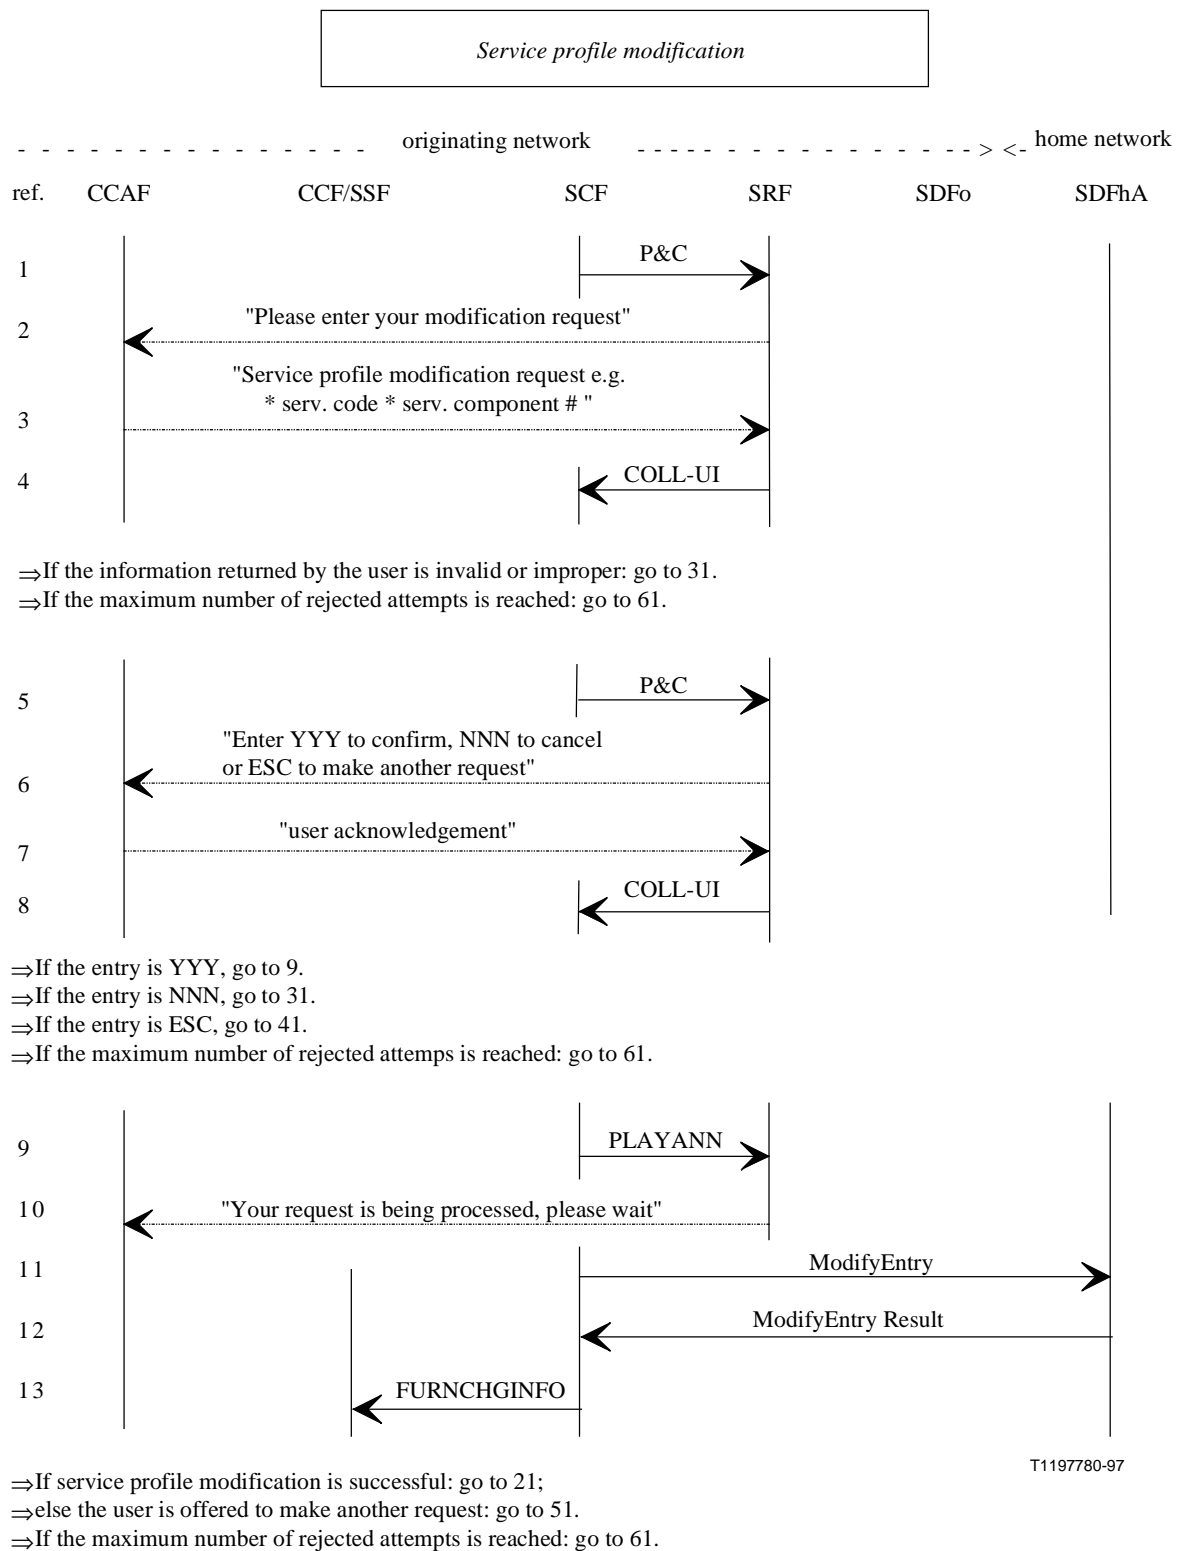 Service profile modification
- - - - - - - - - - - - - - - originating network - - - - - - - - - - - - - - - - > < - home network
ref. CCAF CCF/SSF SCF SRF SDFo SDFhA
P&C
1
"Please enter your modification request"
2
"Service profile modification request e.g.
* serv. code * serv. component # "
3
COLL-UI
4
⇒If the information returned by the user is invalid or improper: go to 31.
⇒If the maximum number of rejected attempts is reached: go to 61.
P&C
5
"Enter YYY to confirm, NNN to cancel
or ESC to make another request"
6
"user acknowledgement"
7
COLL-UI
8
⇒If the entry is YYY, go to 9.
⇒If the entry is NNN, go to 31.
⇒If the entry is ESC, go to 41.
⇒If the maximum number of rejected attemps is reached: go to 61.
PLAYANN
9
10 "Your request is being processed, please wait"
ModifyEntry
11
ModifyEntry Result
12
13 FURNCHGINFO
T1197780-97
⇒If service profile modification is successful: go to 21;
⇒else the user is offered to make another request: go to 51.
⇒If the maximum number of rejected attempts is reached: go to 61.